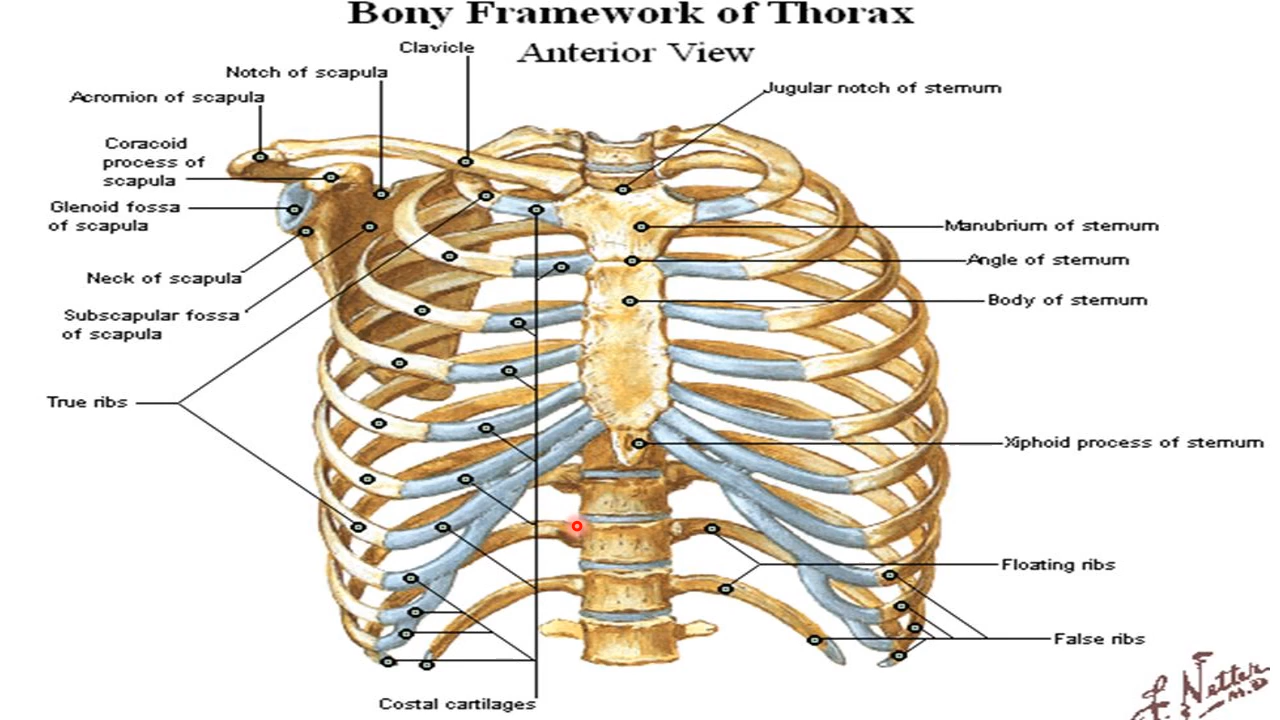 Bony Framework of Thorax
Anterior View
Clavicle
Notch of scapula
Acromion of scapula
Coracoid
process of
scapula
Glenoid fossa
of scapula
Neck of scapula
Subscapular fossa
of scapula
True ribs
Costal cartilages
Jugular notch of sternum
Manubrium of sternum
Angle of sternum
Body of sternum
Xiphoid process of sternum
Floating ribs
False ribs
F. Netter
M.D.